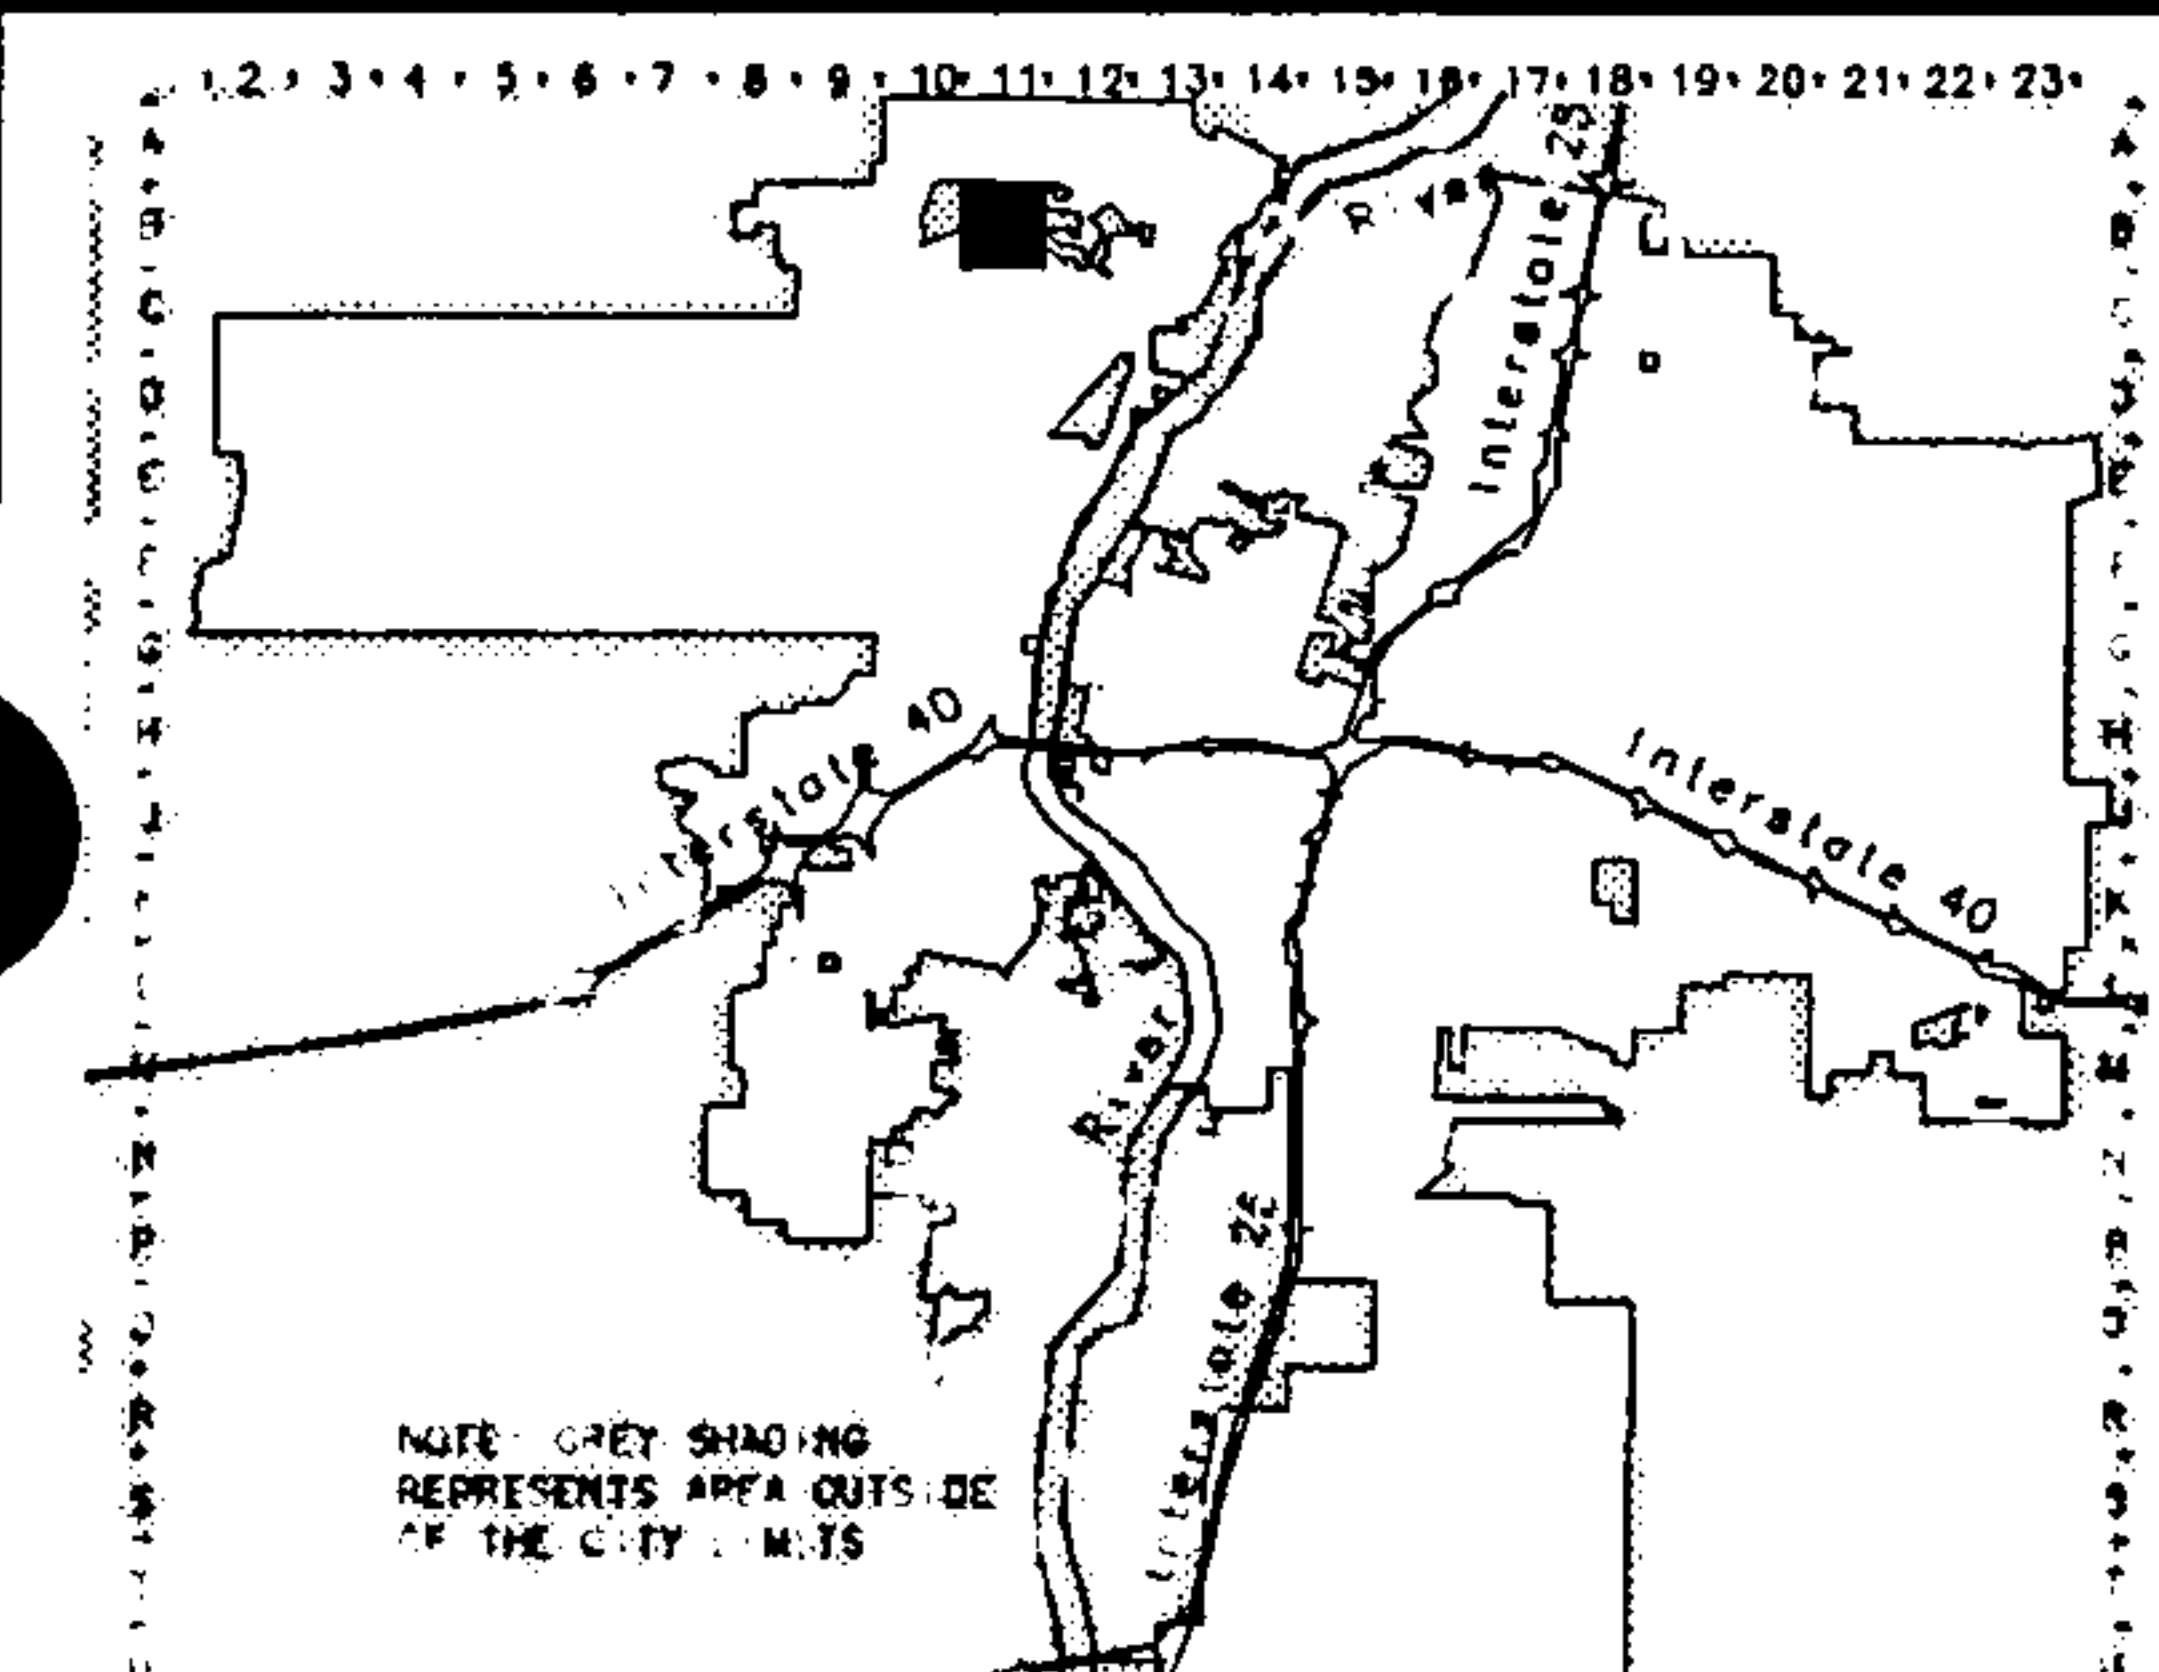 2 3 4 5 6 7 8 9 10 11 12 13 14 15 16 17 18 19 20 21 22 23
A
B
C
D
E
F
G
H
J
K
L
M
N
P
R
S
25
Interstate
Interstate 40
Interstate 40
River
River
Interstate 25
NOTE: GREY SHADING
REPRESENTS AREA OUTSIDE
OF THE CITY LIMITS